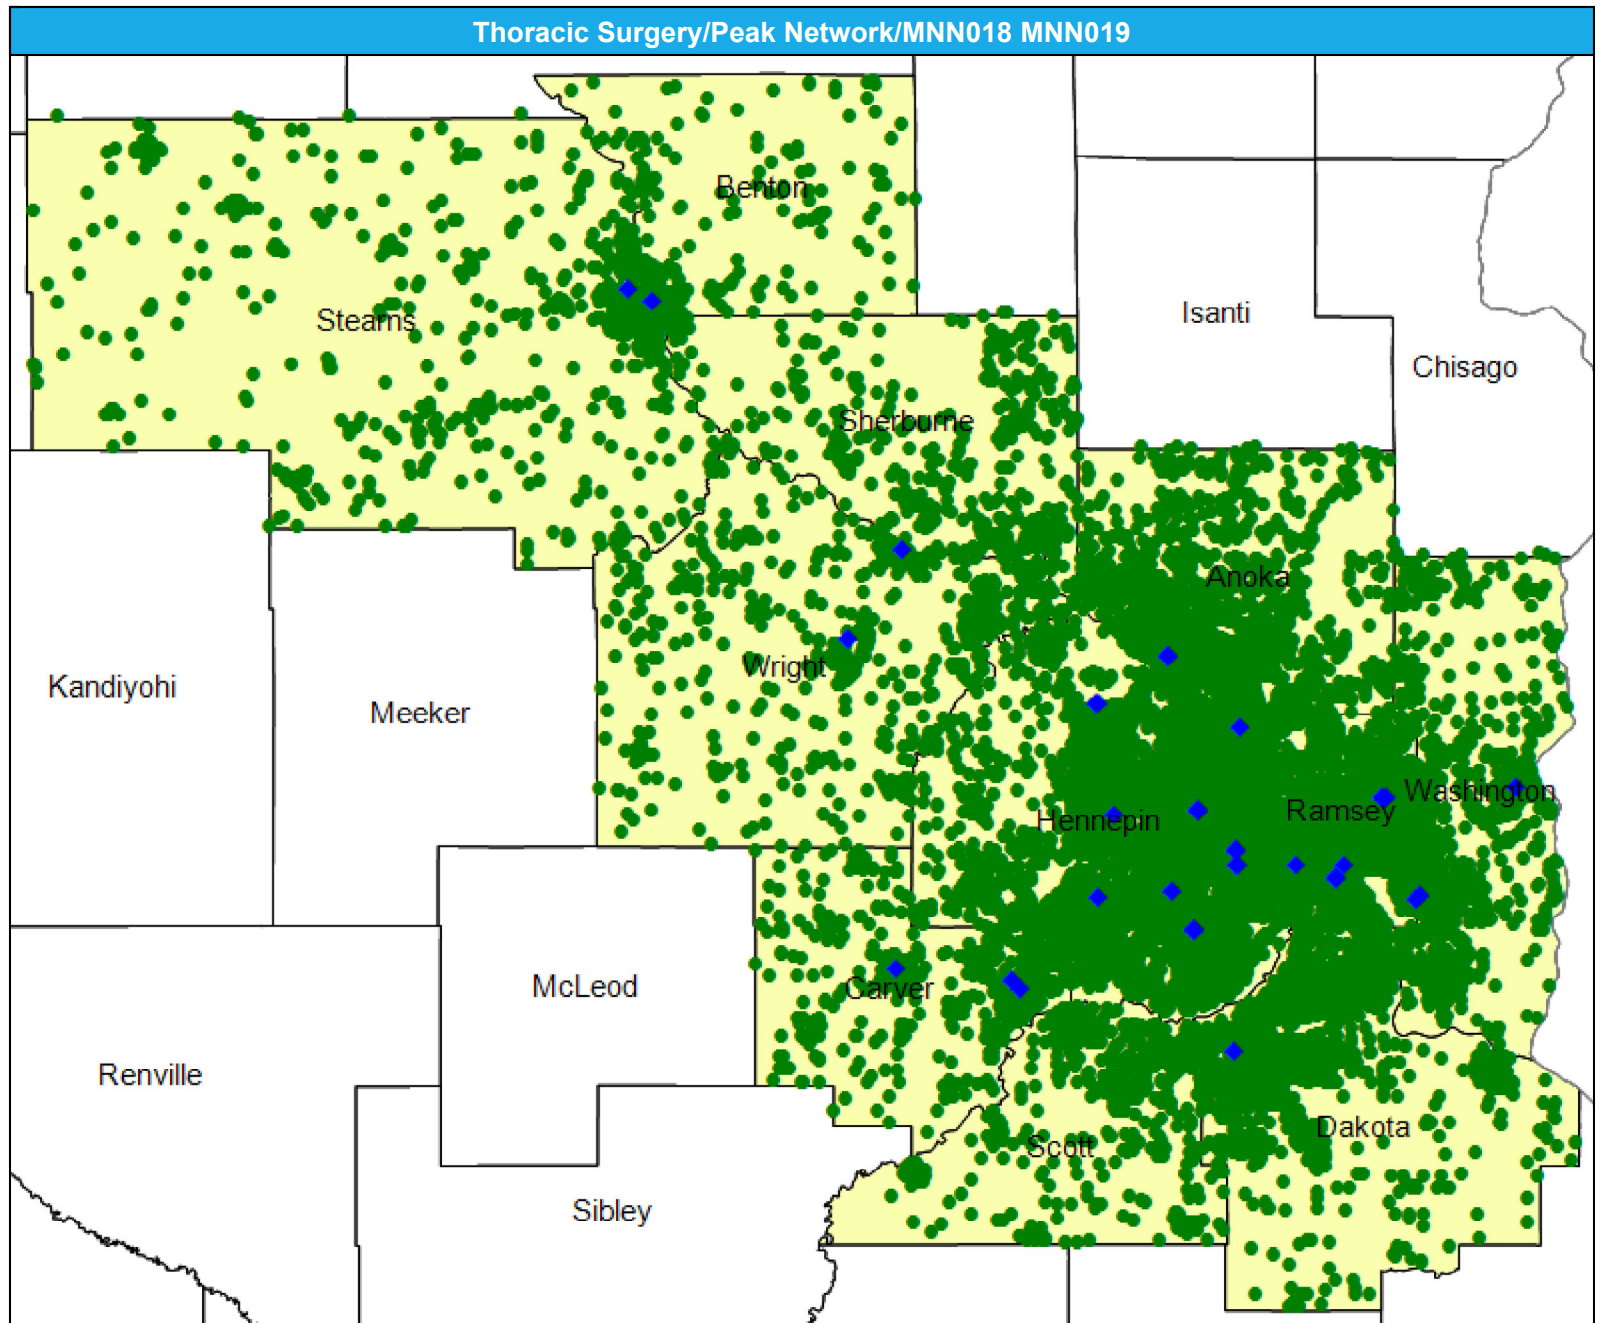 Thoracic Surgery/Peak Network/MNN018 MNN019
Benton
Stearns
Isanti
Chisago
Sherburne
Anoka
Wright
Kandiyohi
Meeker
Washington
Ramsey
Hennepin
McLeod
Carver
Renville
Dakota
Scott
Sibley